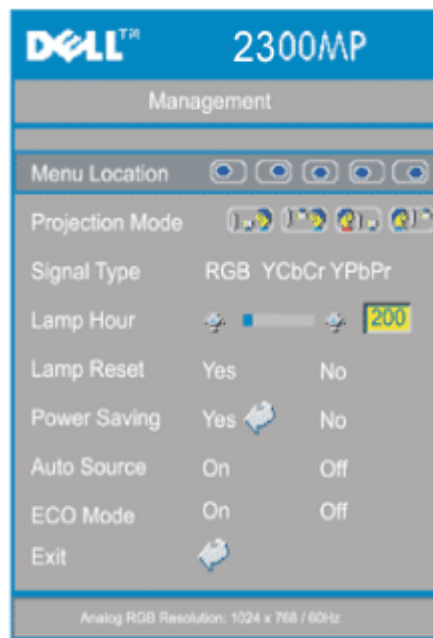 DELL™ 2300MP
Management
Menu Location
Projection Mode
Signal Type RGB YCbCr YPbPr
Lamp Hour 200
Lamp Reset Yes No
Power Saving Yes No
Auto Source On Off
ECO Mode On Off
Exit
Analog RGB Resolution: 1024 x 768 / 60Hz